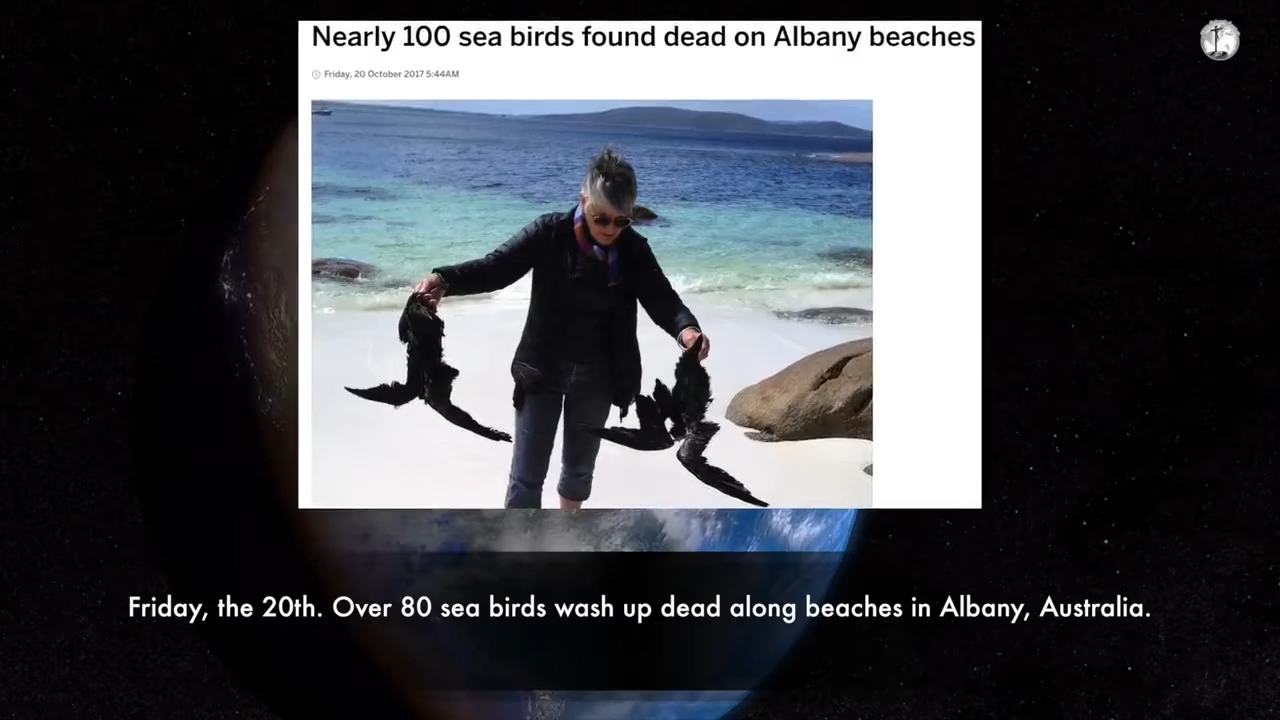 Nearly 100 sea birds found dead on Albany beaches
Friday, 20 October 2017 5:44AM
Friday, the 20th. Over 80 sea birds wash up dead along beaches in Albany, Australia.